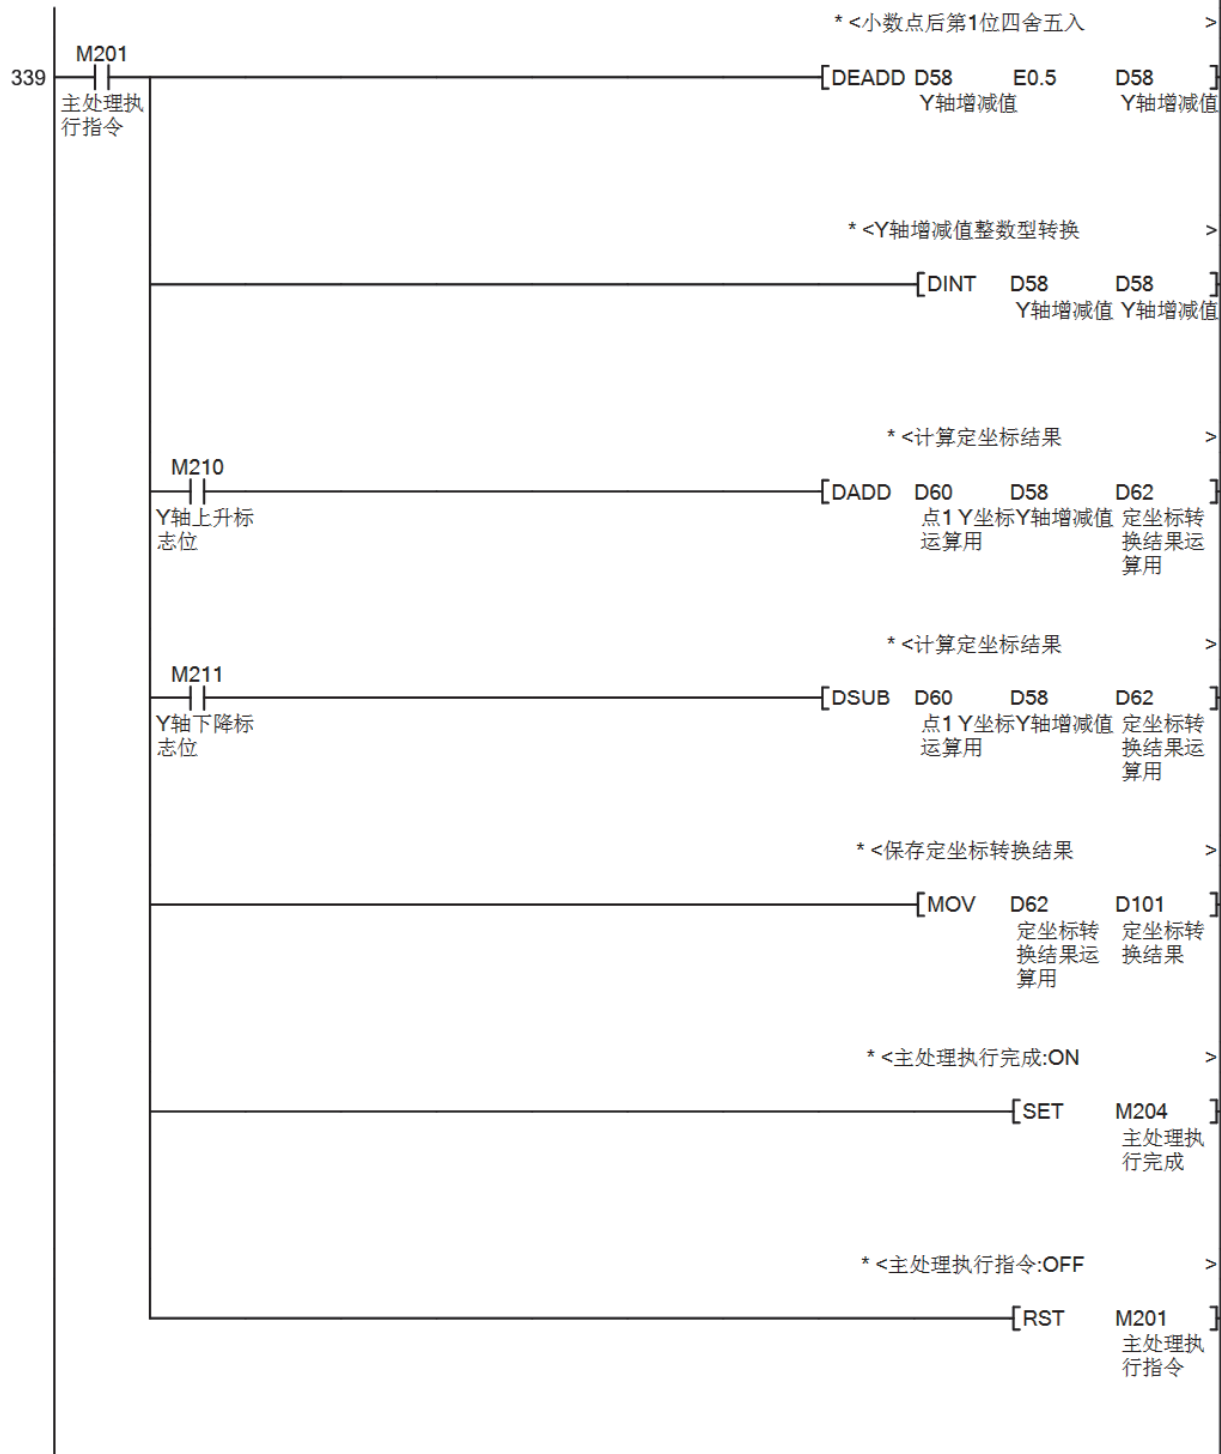 * <小数点后第1位四舍五入 >
M201
339
[DEADD D58 E0.5 D58 ]
主处理执
行指令
Y轴增减值 Y轴增减值
* <Y轴增减值整数型转换 >
[DINT D58 D58 ]
Y轴增减值 Y轴增减值
* <计算定坐标结果 >
M210
[DADD D60 D58 D62 ]
Y轴上升标
志位
点1 Y坐标 Y轴增减值 定坐标转
运算用 换结果运
算用
* <计算定坐标结果 >
M211
[DSUB D60 D58 D62 ]
Y轴下降标
志位
点1 Y坐标 Y轴增减值 定坐标转
运算用 换结果运
算用
* <保存定坐标转换结果 >
[MOV D62 D101 ]
定坐标转 定坐标转
换结果运 换结果
算用
* <主处理执行完成:ON >
[SET M204 ]
主处理执
行完成
* <主处理执行指令:OFF >
[RST M201 ]
主处理执
行指令